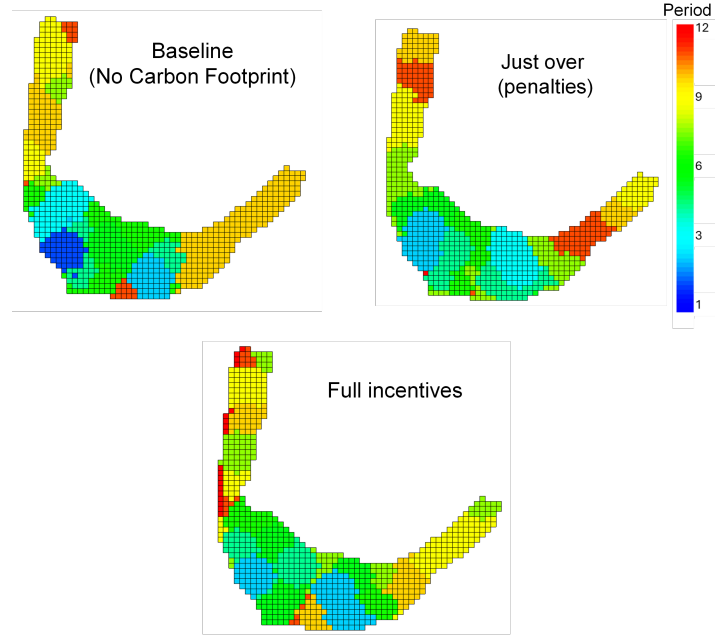 Period
Baseline
(No Carbon Footprint)
Just over
(penalties)
12
9
6
3
1
Full incentives